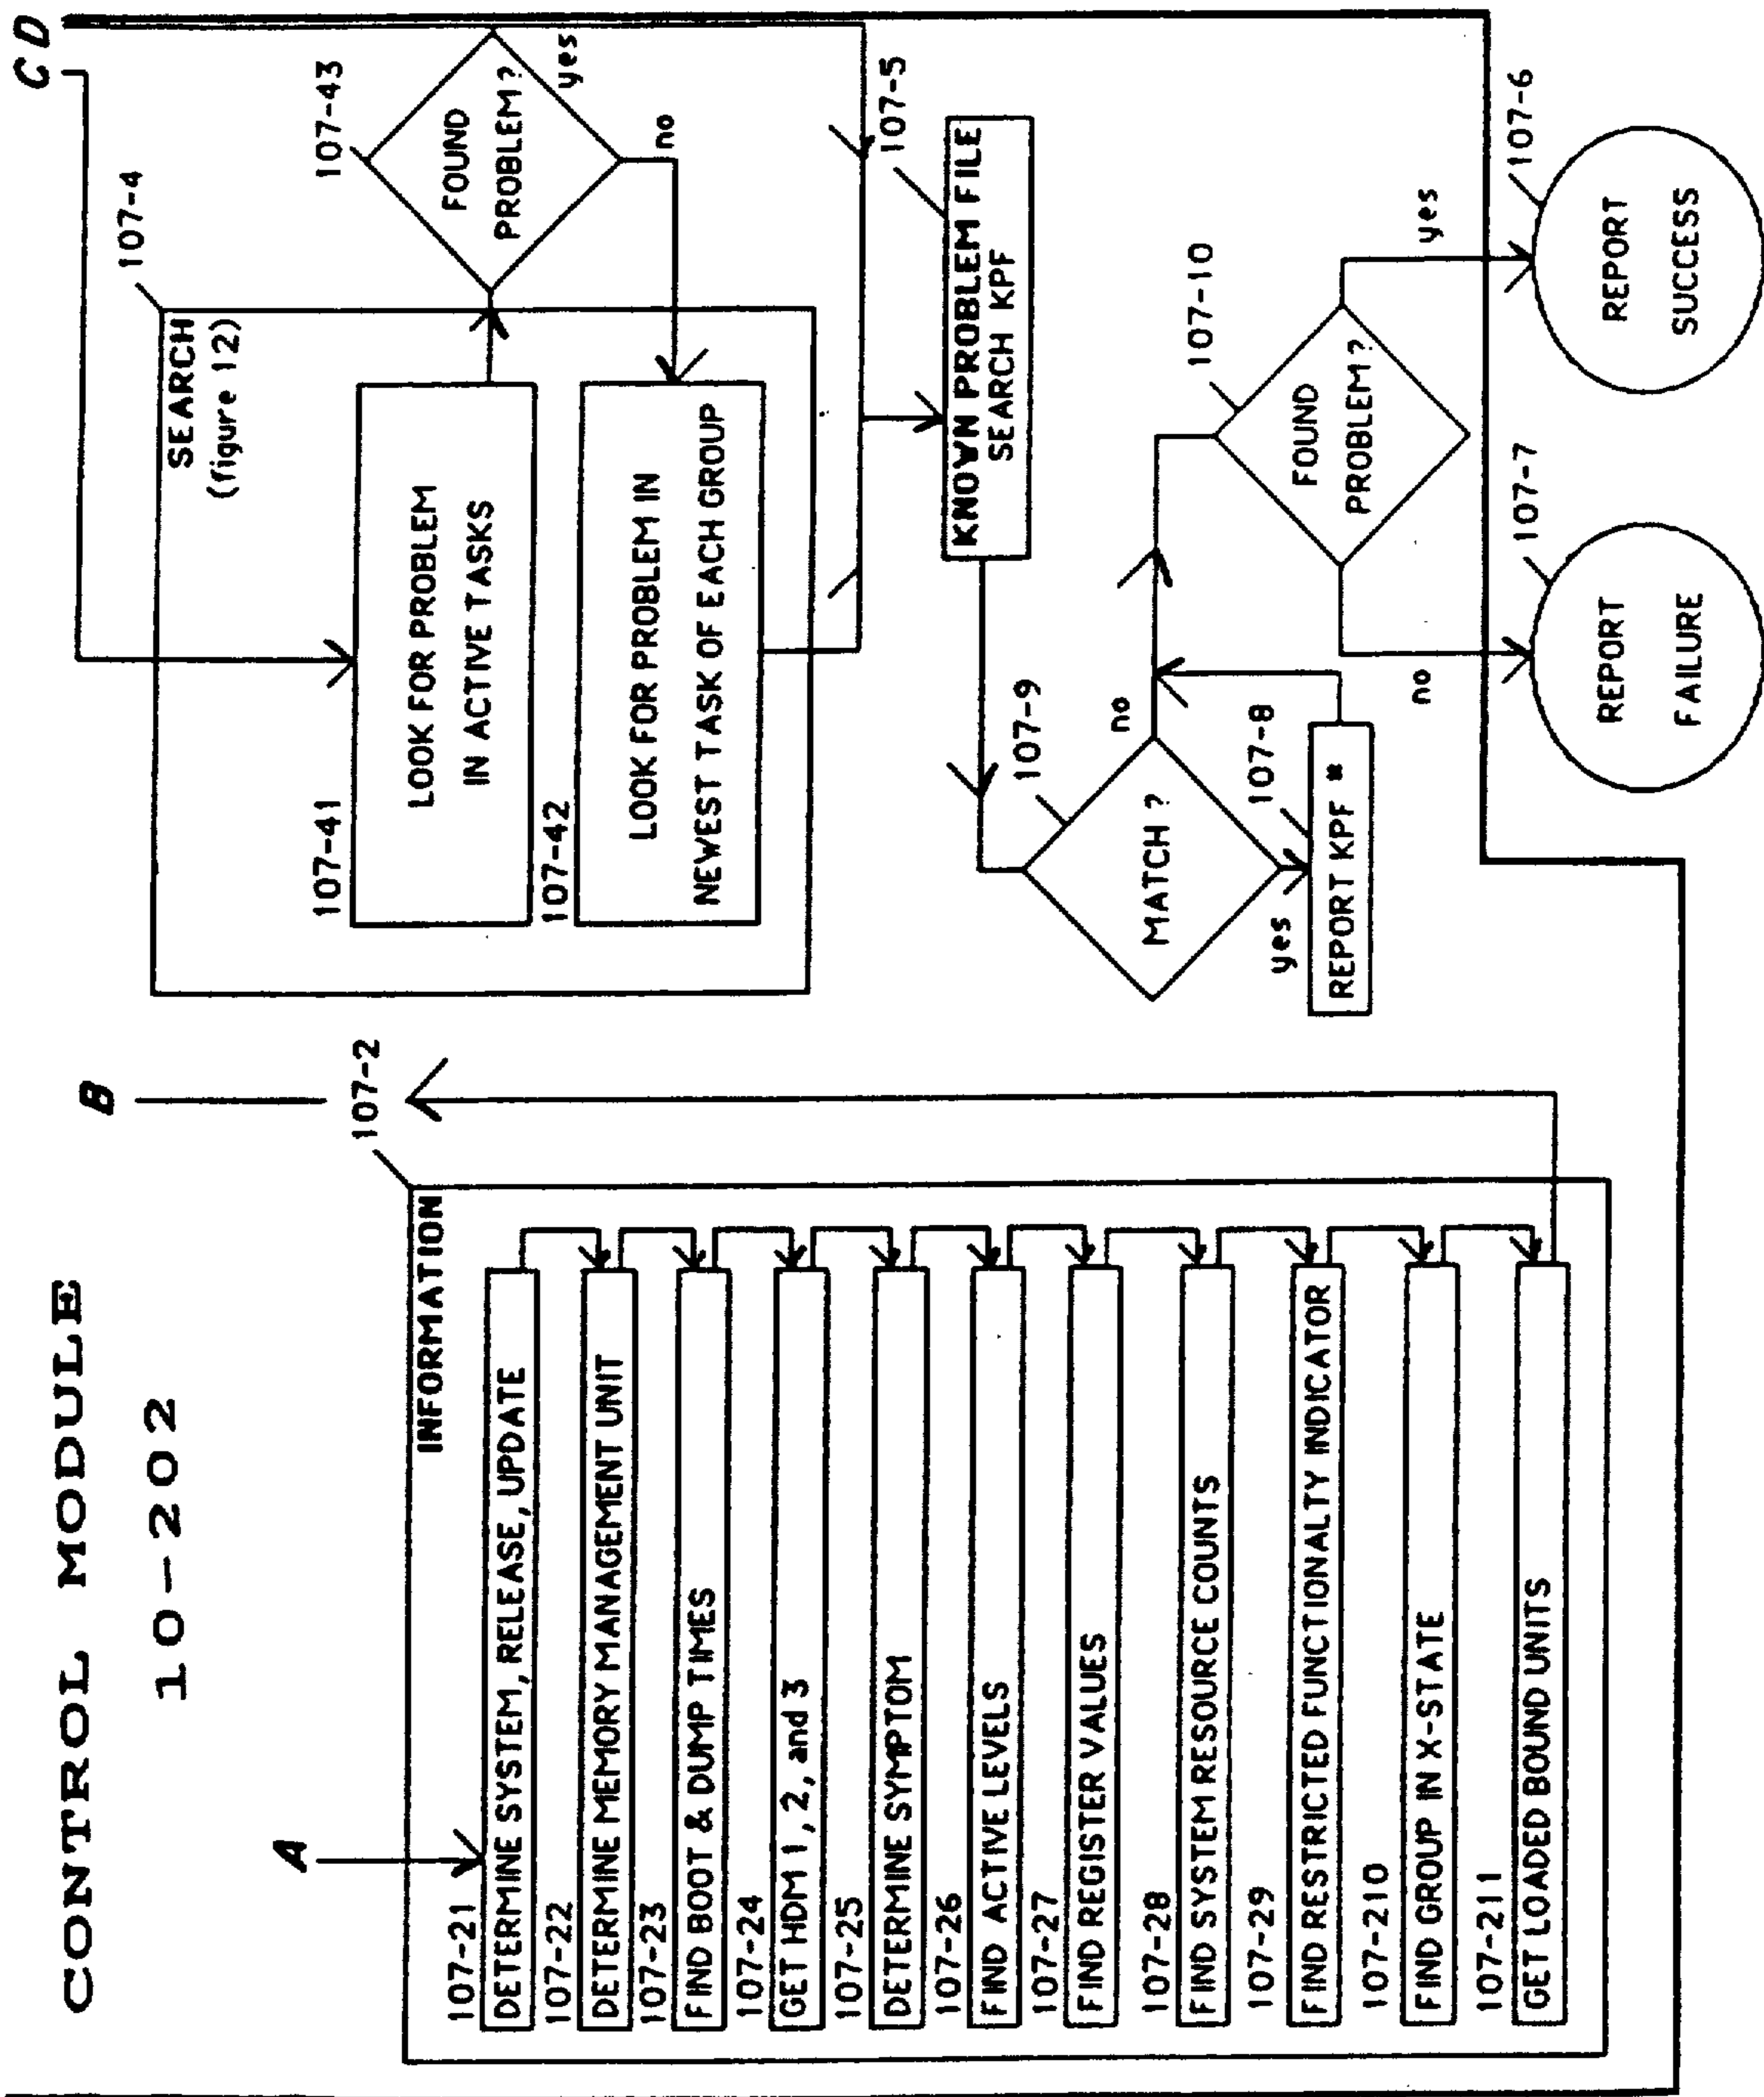 CONTROL MODULE
10-202
A
B
C D
107-2
INFORMATION
107-21
DETERMINE SYSTEM, RELEASE, UPDATE
107-22
DETERMINE MEMORY MANAGEMENT UNIT
107-23
FIND BOOT & DUMP TIMES
107-24
GET HDM 1, 2, and 3
107-25
DETERMINE SYMPTOM
107-26
FIND ACTIVE LEVELS
107-27
FIND REGISTER VALUES
107-28
FIND SYSTEM RESOURCE COUNTS
107-29
FIND RESTRICTED FUNCTIONALTY INDICATOR
107-210
FIND GROUP IN X-STATE
107-211
GET LOADED BOUND UNITS
107-4
SEARCH
(figure 12)
107-41
LOOK FOR PROBLEM
IN ACTIVE TASKS
107-42
LOOK FOR PROBLEM IN
NEWEST TASK OF EACH GROUP
107-43
FOUND
PROBLEM?
yes
no
107-5
KNOWN PROBLEM FILE
SEARCH KPF
107-9
MATCH?
no
yes
107-8
REPORT KPF #
107-10
FOUND
PROBLEM?
yes
no
107-6
REPORT
SUCCESS
107-7
REPORT
FAILURE